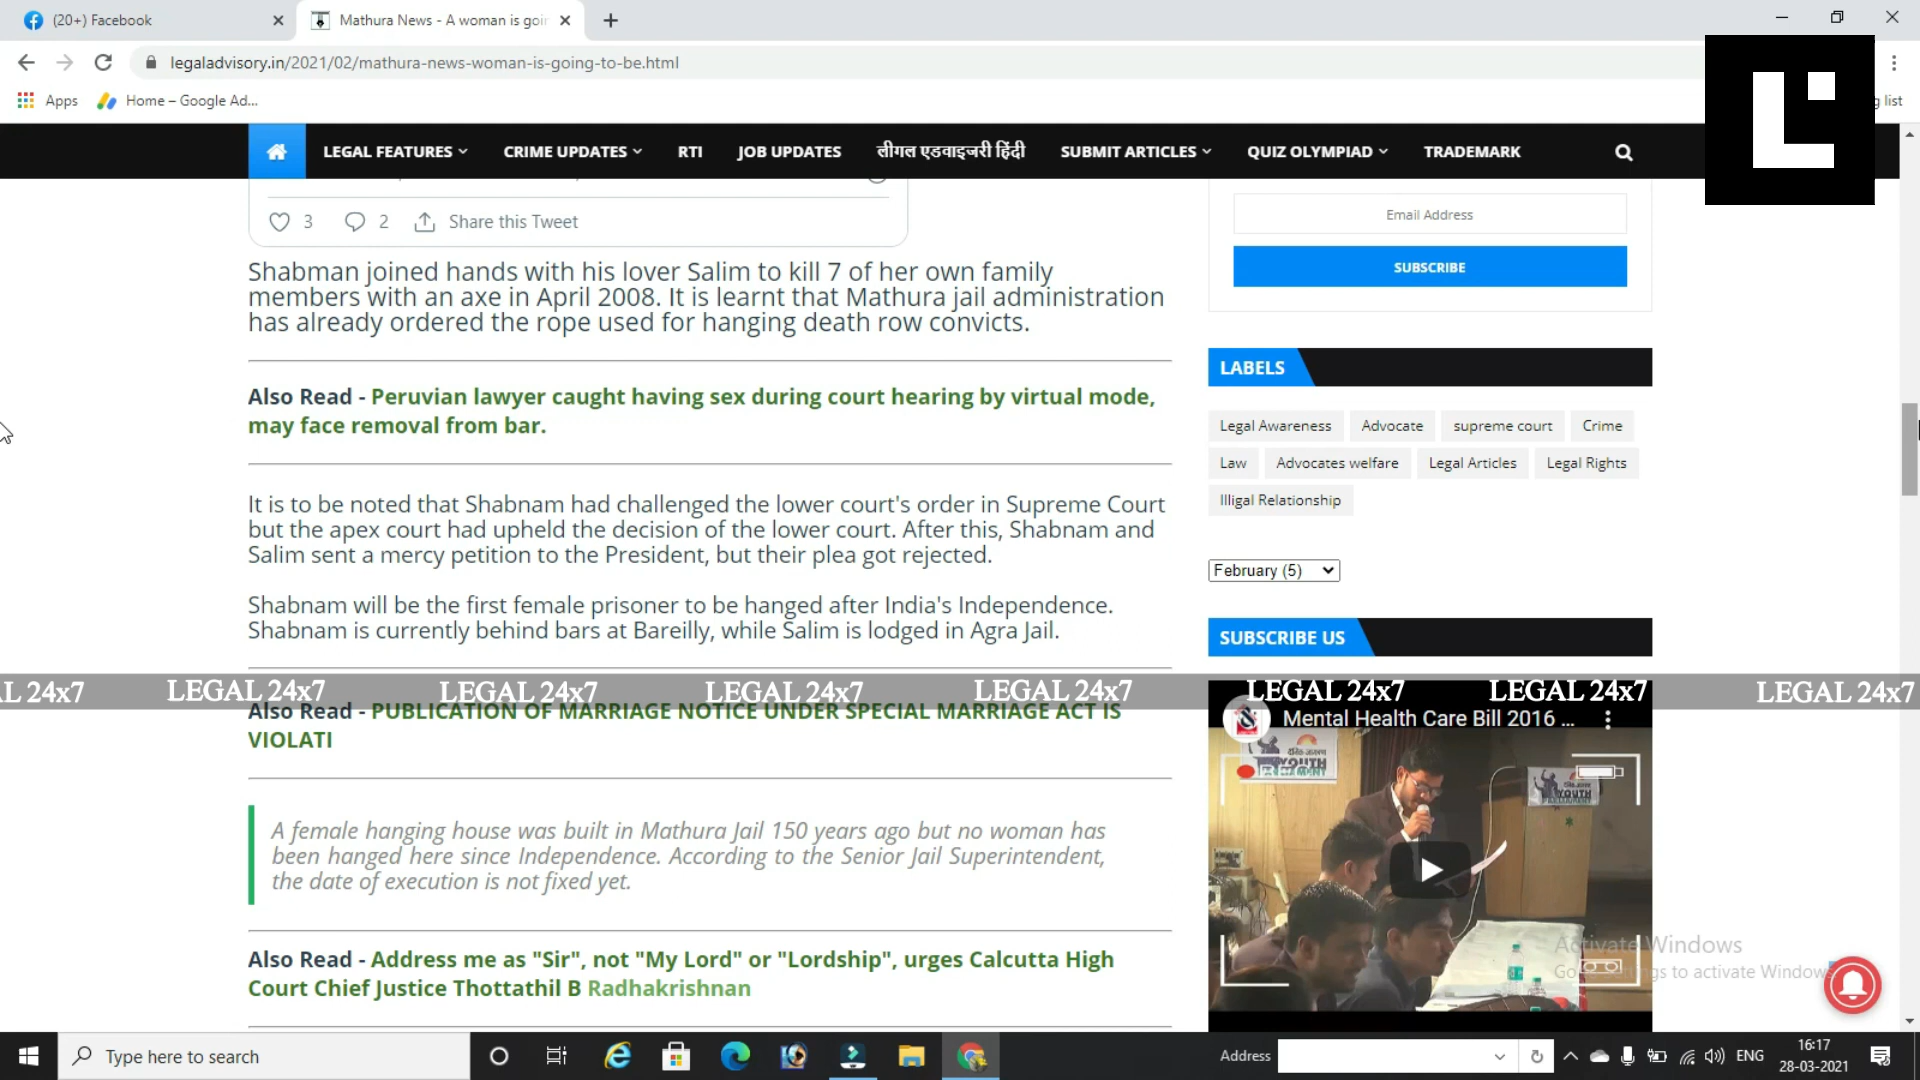 (20+) Facebook
Mathura News - A woman is goin
legaladvisory.in/2021/02/mathura-news-woman-is-going-to-be.html
Apps
Home – Google Ad...
g list
LEGAL FEATURES
CRIME UPDATES
RTI
JOB UPDATES
लीगल एडवाइजरी हिंदी
SUBMIT ARTICLES
QUIZ OLYMPIAD
TRADEMARK
3
2
Share this Tweet
Shabman joined hands with his lover Salim to kill 7 of her own family
members with an axe in April 2008. It is learnt that Mathura jail administration
has already ordered the rope used for hanging death row convicts.
Also Read - Peruvian lawyer caught having sex during court hearing by virtual mode,
may face removal from bar.
It is to be noted that Shabnam had challenged the lower court's order in Supreme Court
but the apex court had upheld the decision of the lower court. After this, Shabnam and
Salim sent a mercy petition to the President, but their plea got rejected.
Shabnam will be the first female prisoner to be hanged after India's Independence.
Shabnam is currently behind bars at Bareilly, while Salim is lodged in Agra Jail.
L 24x7 LEGAL 24x7 LEGAL 24x7 LEGAL 24x7 LEGAL 24x7 LEGAL 24x7 LEGAL 24x7 LEGAL 24x7
Also Read - PUBLICATION OF MARRIAGE NOTICE UNDER SPECIAL MARRIAGE ACT IS
VIOLATI
A female hanging house was built in Mathura Jail 150 years ago but no woman has
been hanged here since Independence. According to the Senior Jail Superintendent,
the date of execution is not fixed yet.
Also Read - Address me as "Sir", not "My Lord" or "Lordship", urges Calcutta High
Court Chief Justice Thottathil B Radhakrishnan
Email Address
SUBSCRIBE
LABELS
Legal Awareness
Advocate
supreme court
Crime
Law
Advocates welfare
Legal Articles
Legal Rights
Illigal Relationship
February (5)
SUBSCRIBE US
Mental Health Care Bill 2016 ...
YOUTH
YOUTH
Activate Windows
to activate Windows
Type here to search
Address
ENG
16:17
28-03-2021